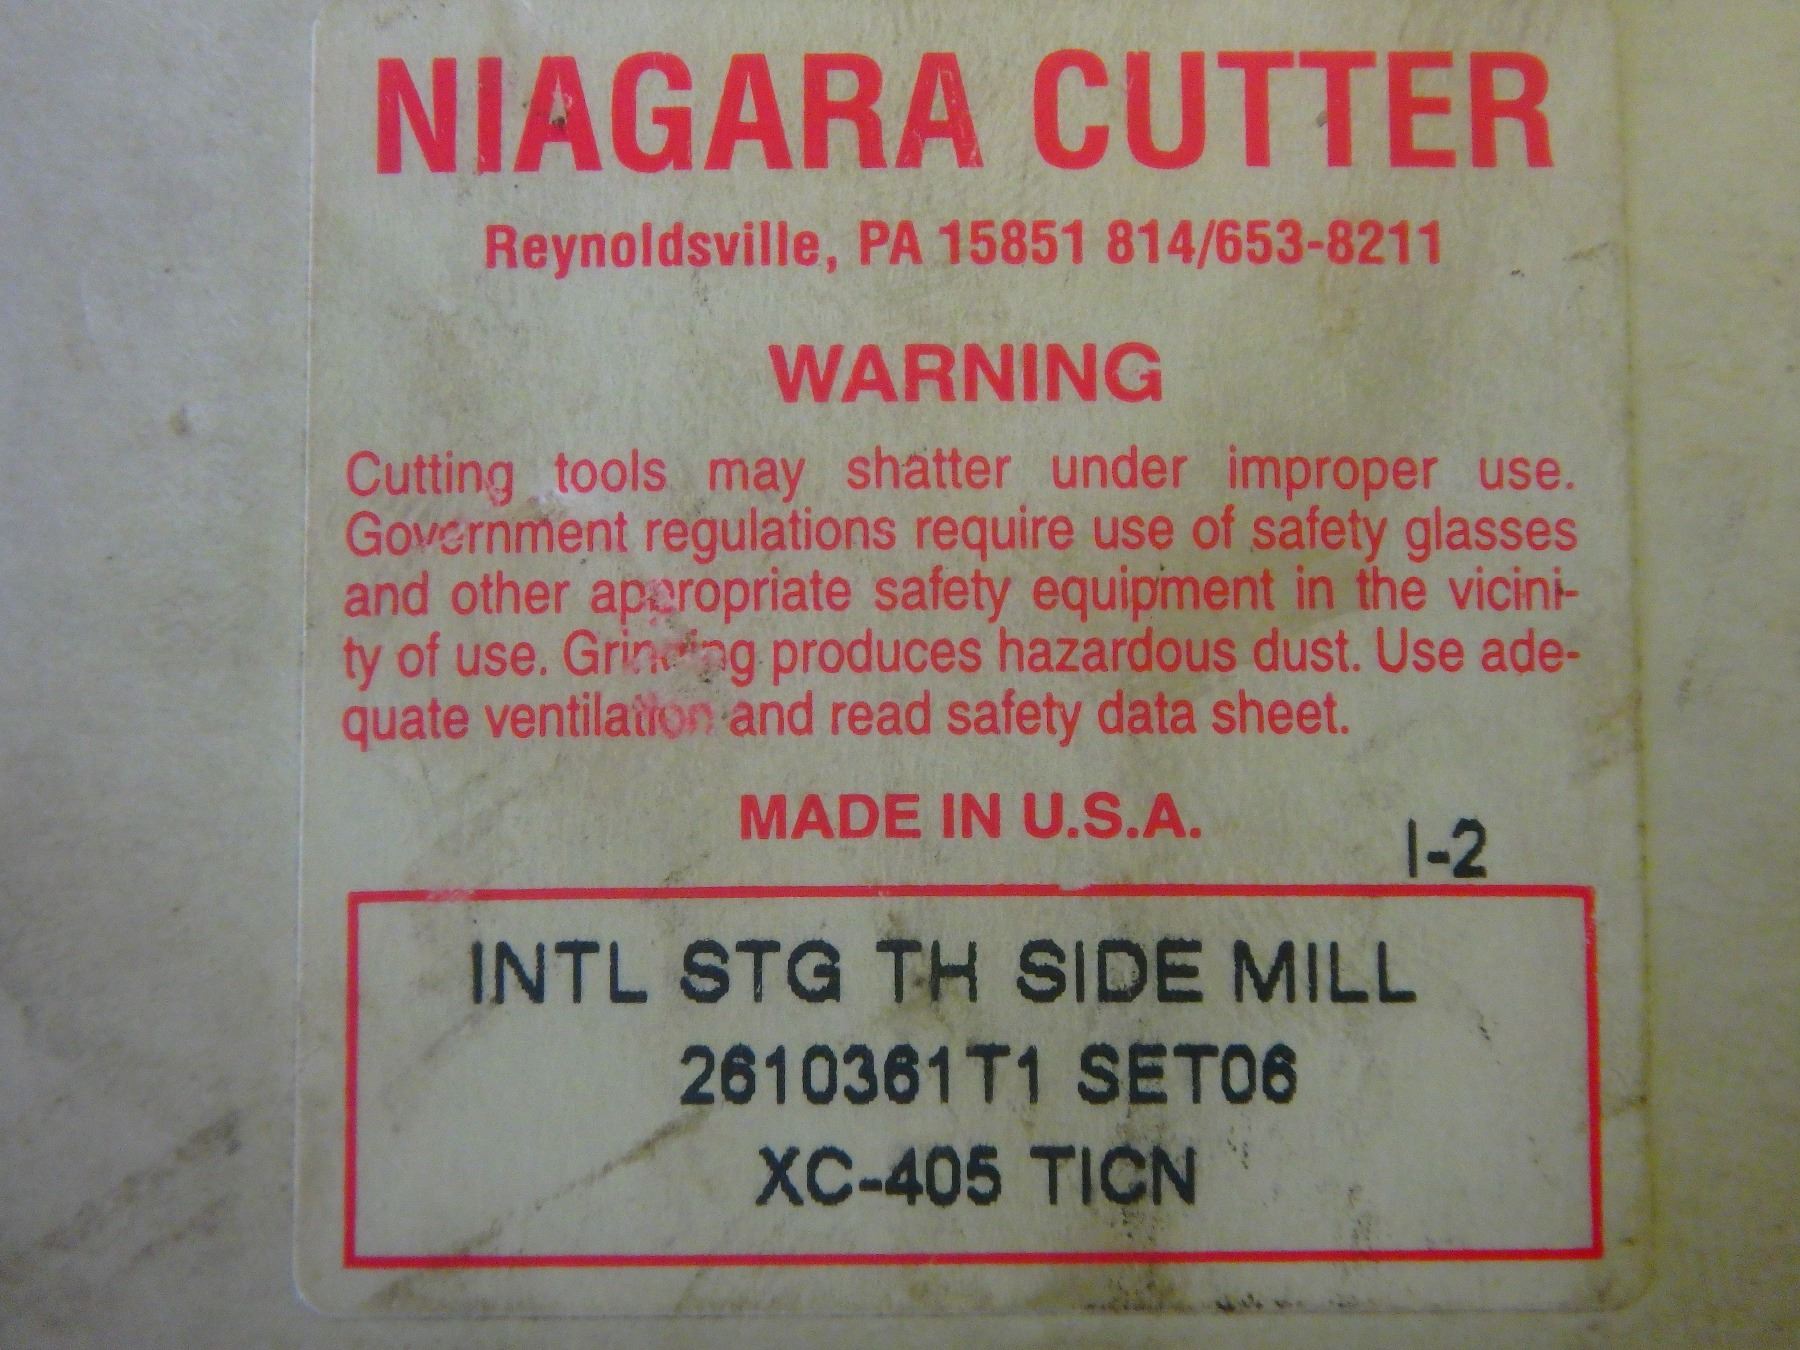 NIAGARA CUTTER
Reynoldsville, PA 15851 814/653-8211
WARNING
Cutting tools may shatter under improper use.
Government regulations require use of safety glasses
and other appropriate safety equipment in the vicini-
ty of use. Grinding produces hazardous dust. Use ade-
quate ventilation and read safety data sheet.
MADE IN U.S.A.
I-2
INTL STG TH SIDE MILL
2610361T1 SET06
XC-405 TICN